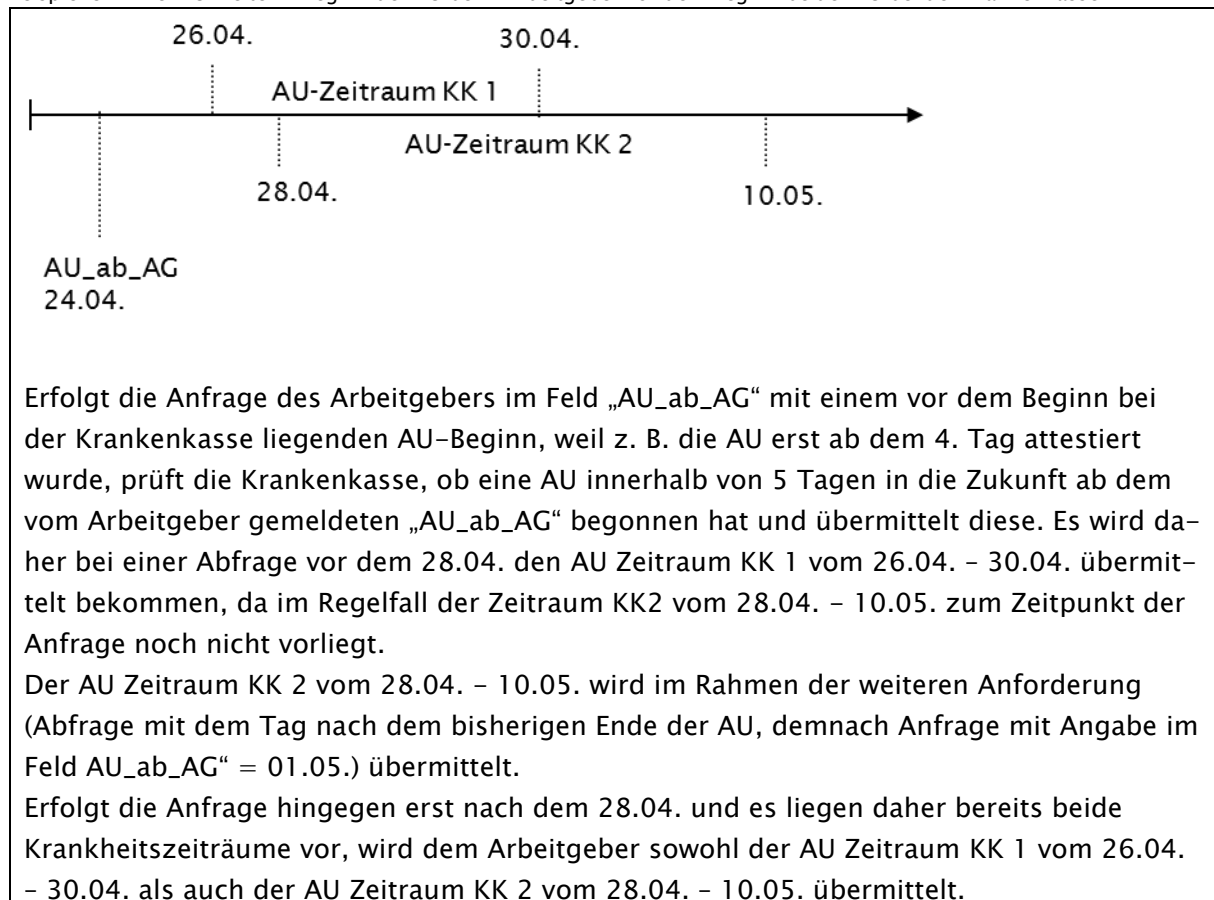 26.04.
30.04.
AU-Zeitraum KK 1
AU-Zeitraum KK 2
28.04.
10.05.
AU_ab_AG
24.04.
Erfolgt die Anfrage des Arbeitgebers im Feld „AU_ab_AG“ mit einem vor dem Beginn bei
der Krankenkasse liegenden AU-Beginn, weil z. B. die AU erst ab dem 4. Tag attestiert
wurde, prüft die Krankenkasse, ob eine AU innerhalb von 5 Tagen in die Zukunft ab dem
vom Arbeitgeber gemeldeten „AU_ab_AG“ begonnen hat und übermittelt diese. Es wird da-
her bei einer Abfrage vor dem 28.04. den AU Zeitraum KK 1 vom 26.04. – 30.04. übermit-
telt bekommen, da im Regelfall der Zeitraum KK2 vom 28.04. – 10.05. zum Zeitpunkt der
Anfrage noch nicht vorliegt.
Der AU Zeitraum KK 2 vom 28.04. – 10.05. wird im Rahmen der weiteren Anforderung
(Abfrage mit dem Tag nach dem bisherigen Ende der AU, demnach Anfrage mit Angabe im
Feld AU_ab_AG“ = 01.05.) übermittelt.
Erfolgt die Anfrage hingegen erst nach dem 28.04. und es liegen daher bereits beide
Krankheitszeiträume vor, wird dem Arbeitgeber sowohl der AU Zeitraum KK 1 vom 26.04.
– 30.04. als auch der AU Zeitraum KK 2 vom 28.04. – 10.05. übermittelt.